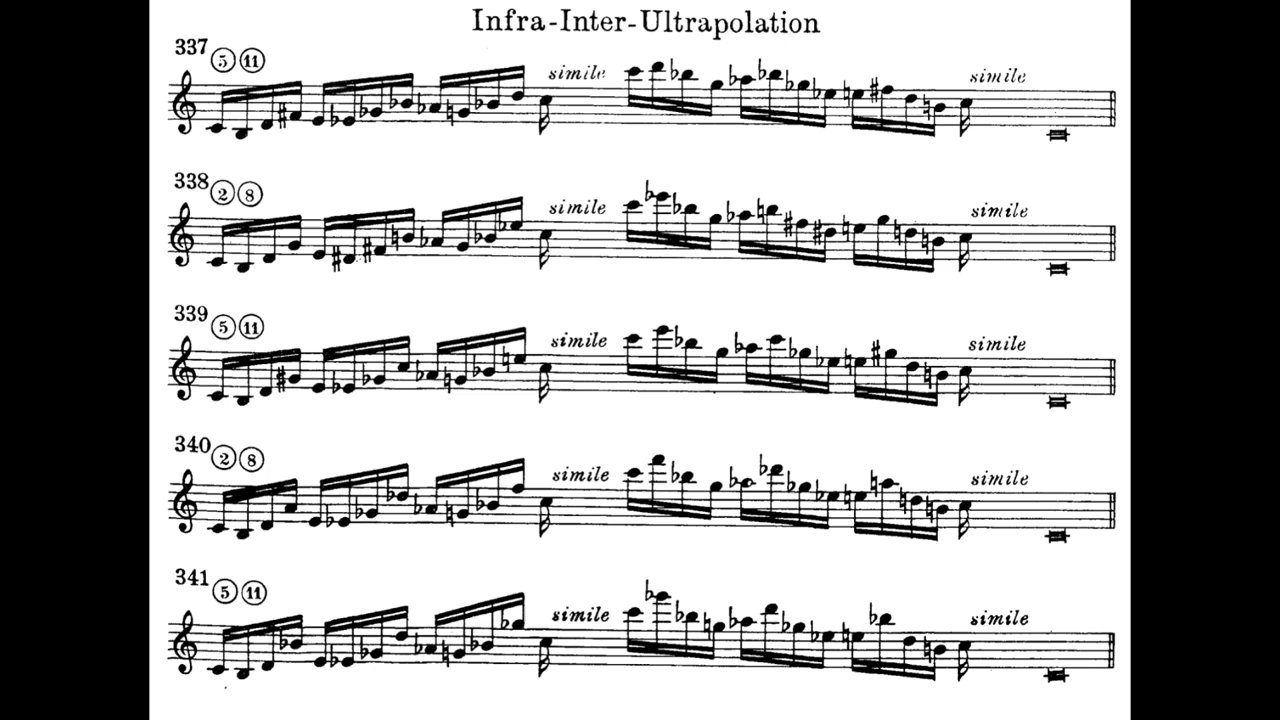 Infra-Inter-Ultrapolation
337 5 11 simile simile
338 2 8 simile simile
339 5 11 simile simile
340 2 8 simile simile
341 5 11 simile simile